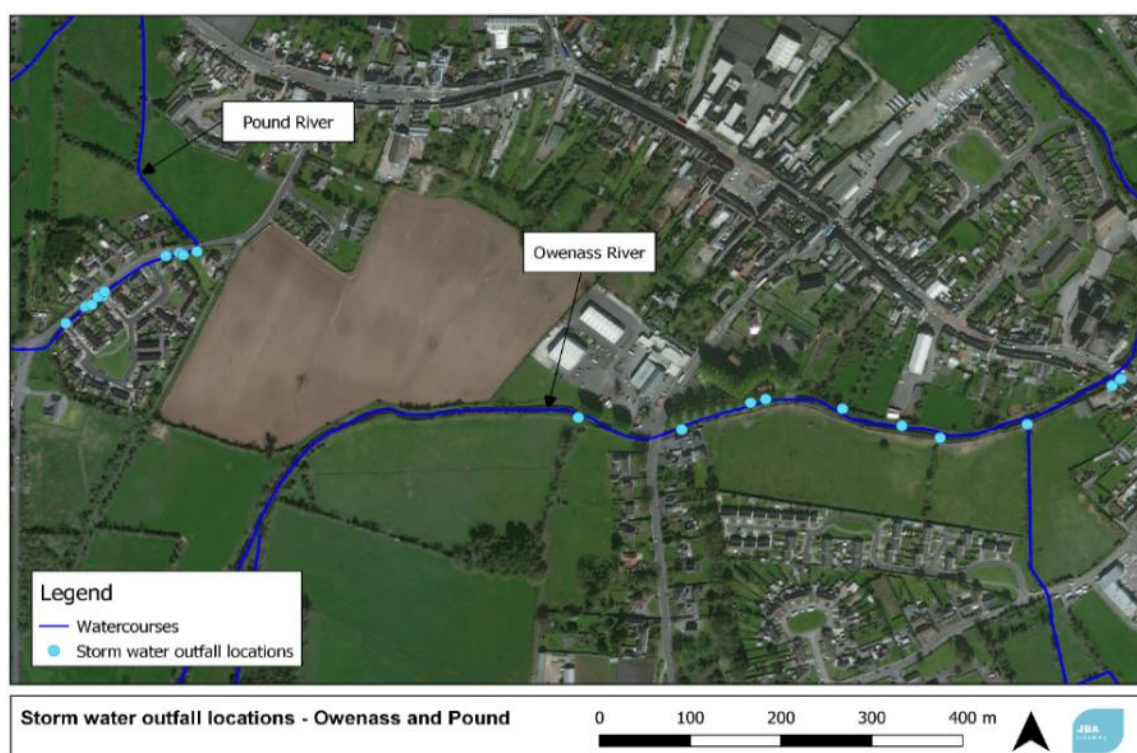 Pound River
Owenass River
Legend
Watercourses
Storm water outfall locations
Storm water outfall locations - Owenass and Pound
0 100 200 300 400 m
JBA